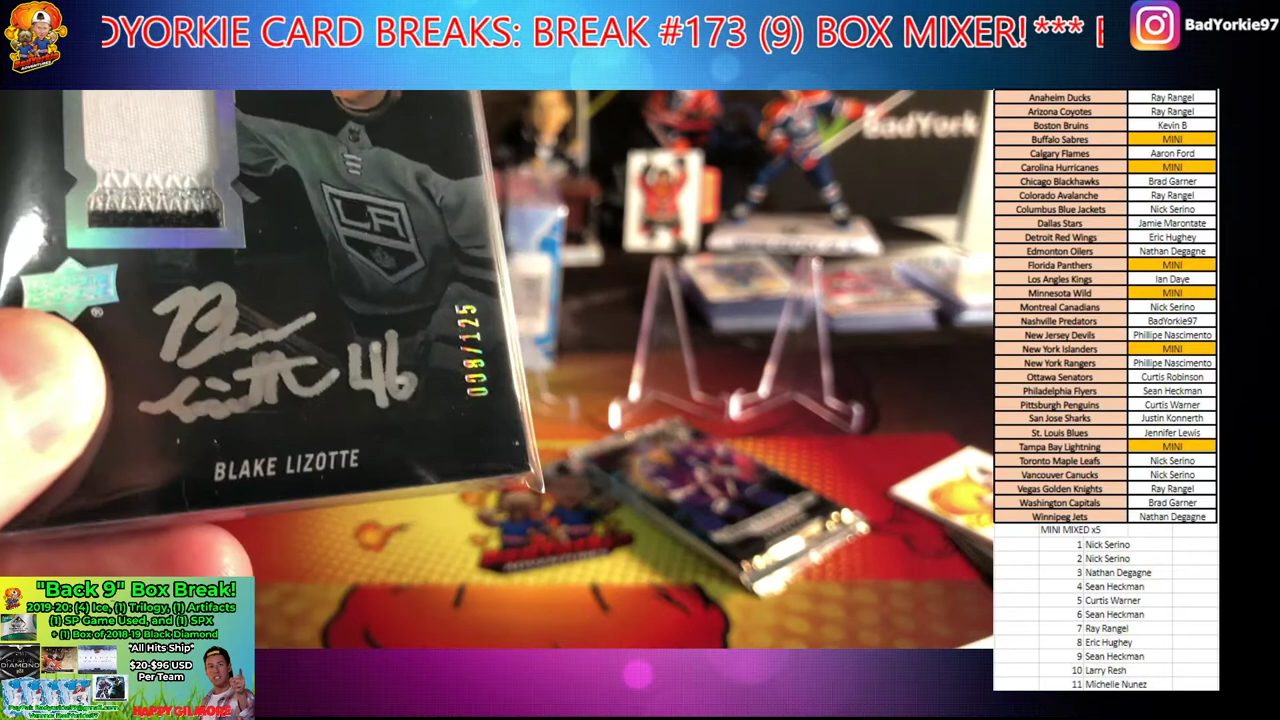 DYORKIE CARD BREAKS: BREAK #173 (9) BOX MIXER! ***
BadYorkie97
BadYork
46
009/125
BLAKE LIZOTTE
Anaheim Ducks Ray Rangel
Arizona Coyotes Ray Rangel
Boston Bruins Kevin B
Buffalo Sabres MINI
Calgary Flames Aaron Ford
Carolina Hurricanes MINI
Chicago Blackhawks Brad Garner
Colorado Avalanche Ray Rangel
Columbus Blue Jackets Nick Serino
Dallas Stars Jamie Marontate
Detroit Red Wings Eric Hughey
Edmonton Oilers Nathan Degagne
Florida Panthers MINI
Los Angeles Kings Ian Daye
Minnesota Wild MINI
Montreal Canadians Nick Serino
Nashville Predators BadYorkie97
New Jersey Devils Phillipe Nascimento
New York Islanders MINI
New York Rangers Phillipe Nascimento
Ottawa Senators Curtis Robinson
Philadelphia Flyers Sean Heckman
Pittsburgh Penguins Curtis Warner
San Jose Sharks Justin Konnerth
St. Louis Blues Jennifer Lewis
Tampa Bay Lightning MINI
Toronto Maple Leafs Nick Serino
Vancouver Canucks Nick Serino
Vegas Golden Knights Ray Rangel
Washington Capitals Brad Garner
Winnipeg Jets Nathan Degagne
MINI MIXED x5
1 Nick Serino
2 Nick Serino
3 Nathan Degagne
4 Sean Heckman
5 Curtis Warner
6 Sean Heckman
7 Ray Rangel
8 Eric Hughey
9 Sean Heckman
10 Larry Resh
11 Michelle Nunez
"Back 9" Box Break!
2019-20: (4) Ice, (1) Trilogy, (1) Artifacts
(1) SP Game Used, and (1) SPX
+ (1) Box of 2018-19 Black Diamond
*All Hits Ship*
$20-$96 USD
Per Team
DIAMOND
HAPPY GILMORE